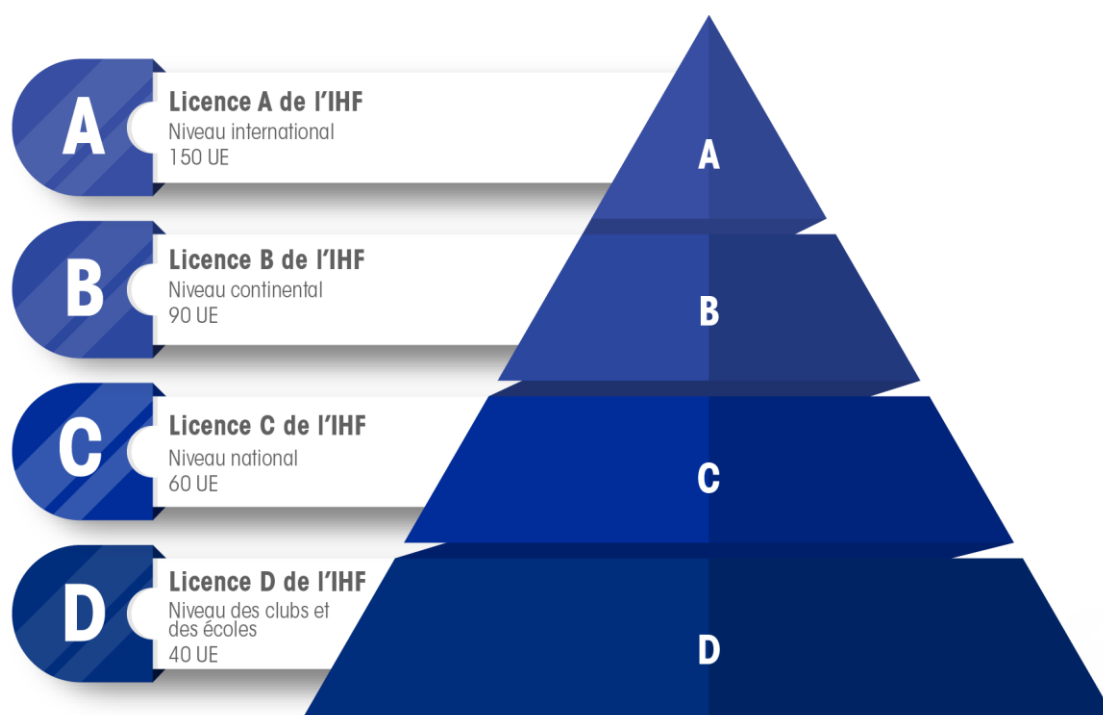 A
Licence A de l'IHF
Niveau international
150 UE
A
B
Licence B de l'IHF
Niveau continental
90 UE
B
C
Licence C de l'IHF
Niveau national
60 UE
C
D
Licence D de l'IHF
Niveau des clubs et
des écoles
40 UE
D